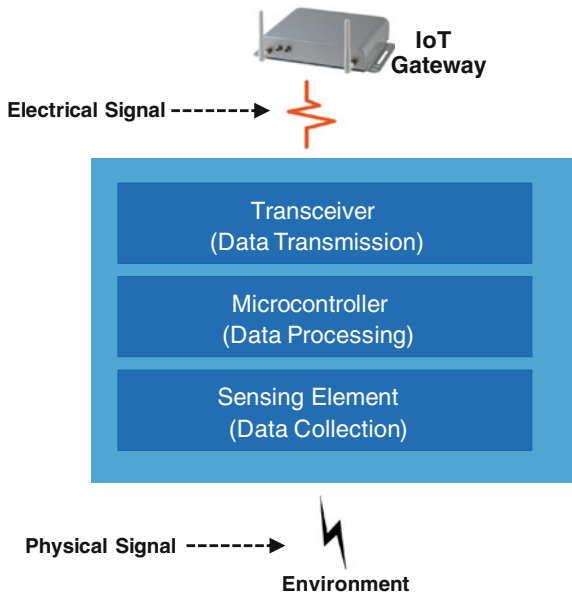 IoT
Gateway
Electrical Signal
Transceiver
(Data Transmission)
Microcontroller
(Data Processing)
Sensing Element
(Data Collection)
Physical Signal
Environment